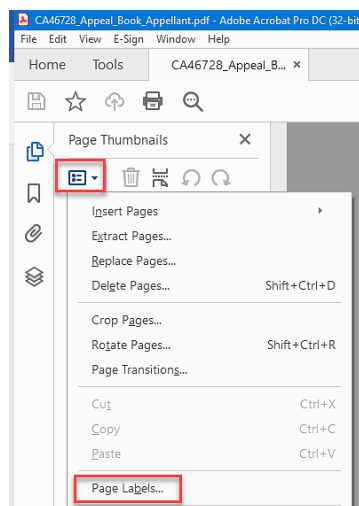 CA46728_Appeal_Book_Appellant.pdf - Adobe Acrobat Pro DC (32-bit
File Edit View E-Sign Window Help
Home Tools CA46728_Appeal_B... ×
Page Thumbnails ×
Insert Pages
Extract Pages...
Replace Pages...
Delete Pages... Shift+Ctrl+D
Crop Pages...
Rotate Pages... Shift+Ctrl+R
Page Transitions...
Cut Ctrl+X
Copy Ctrl+C
Paste Ctrl+V
Page Labels...